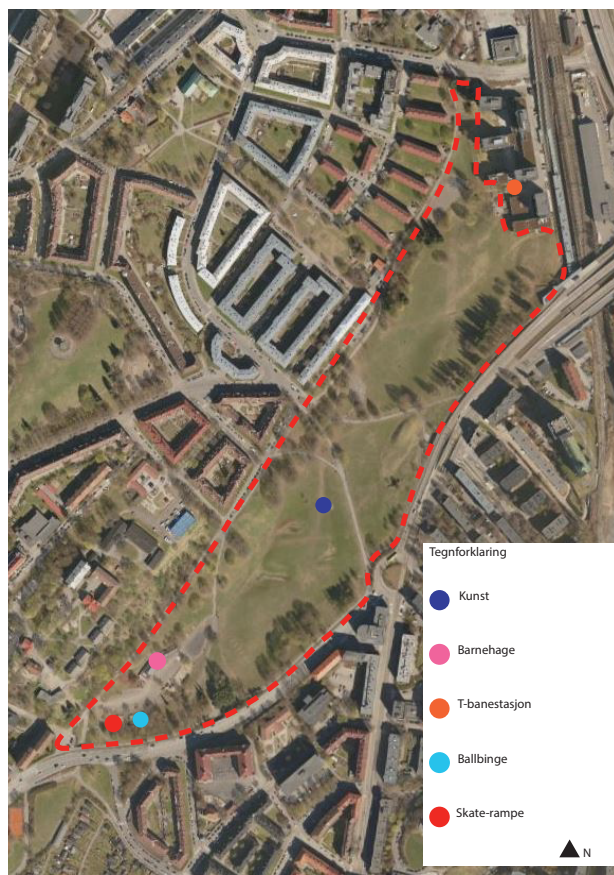 Tegnforklaring
Kunst
Barnehage
T-banestasjon
Ballbinge
Skate-rampe
N